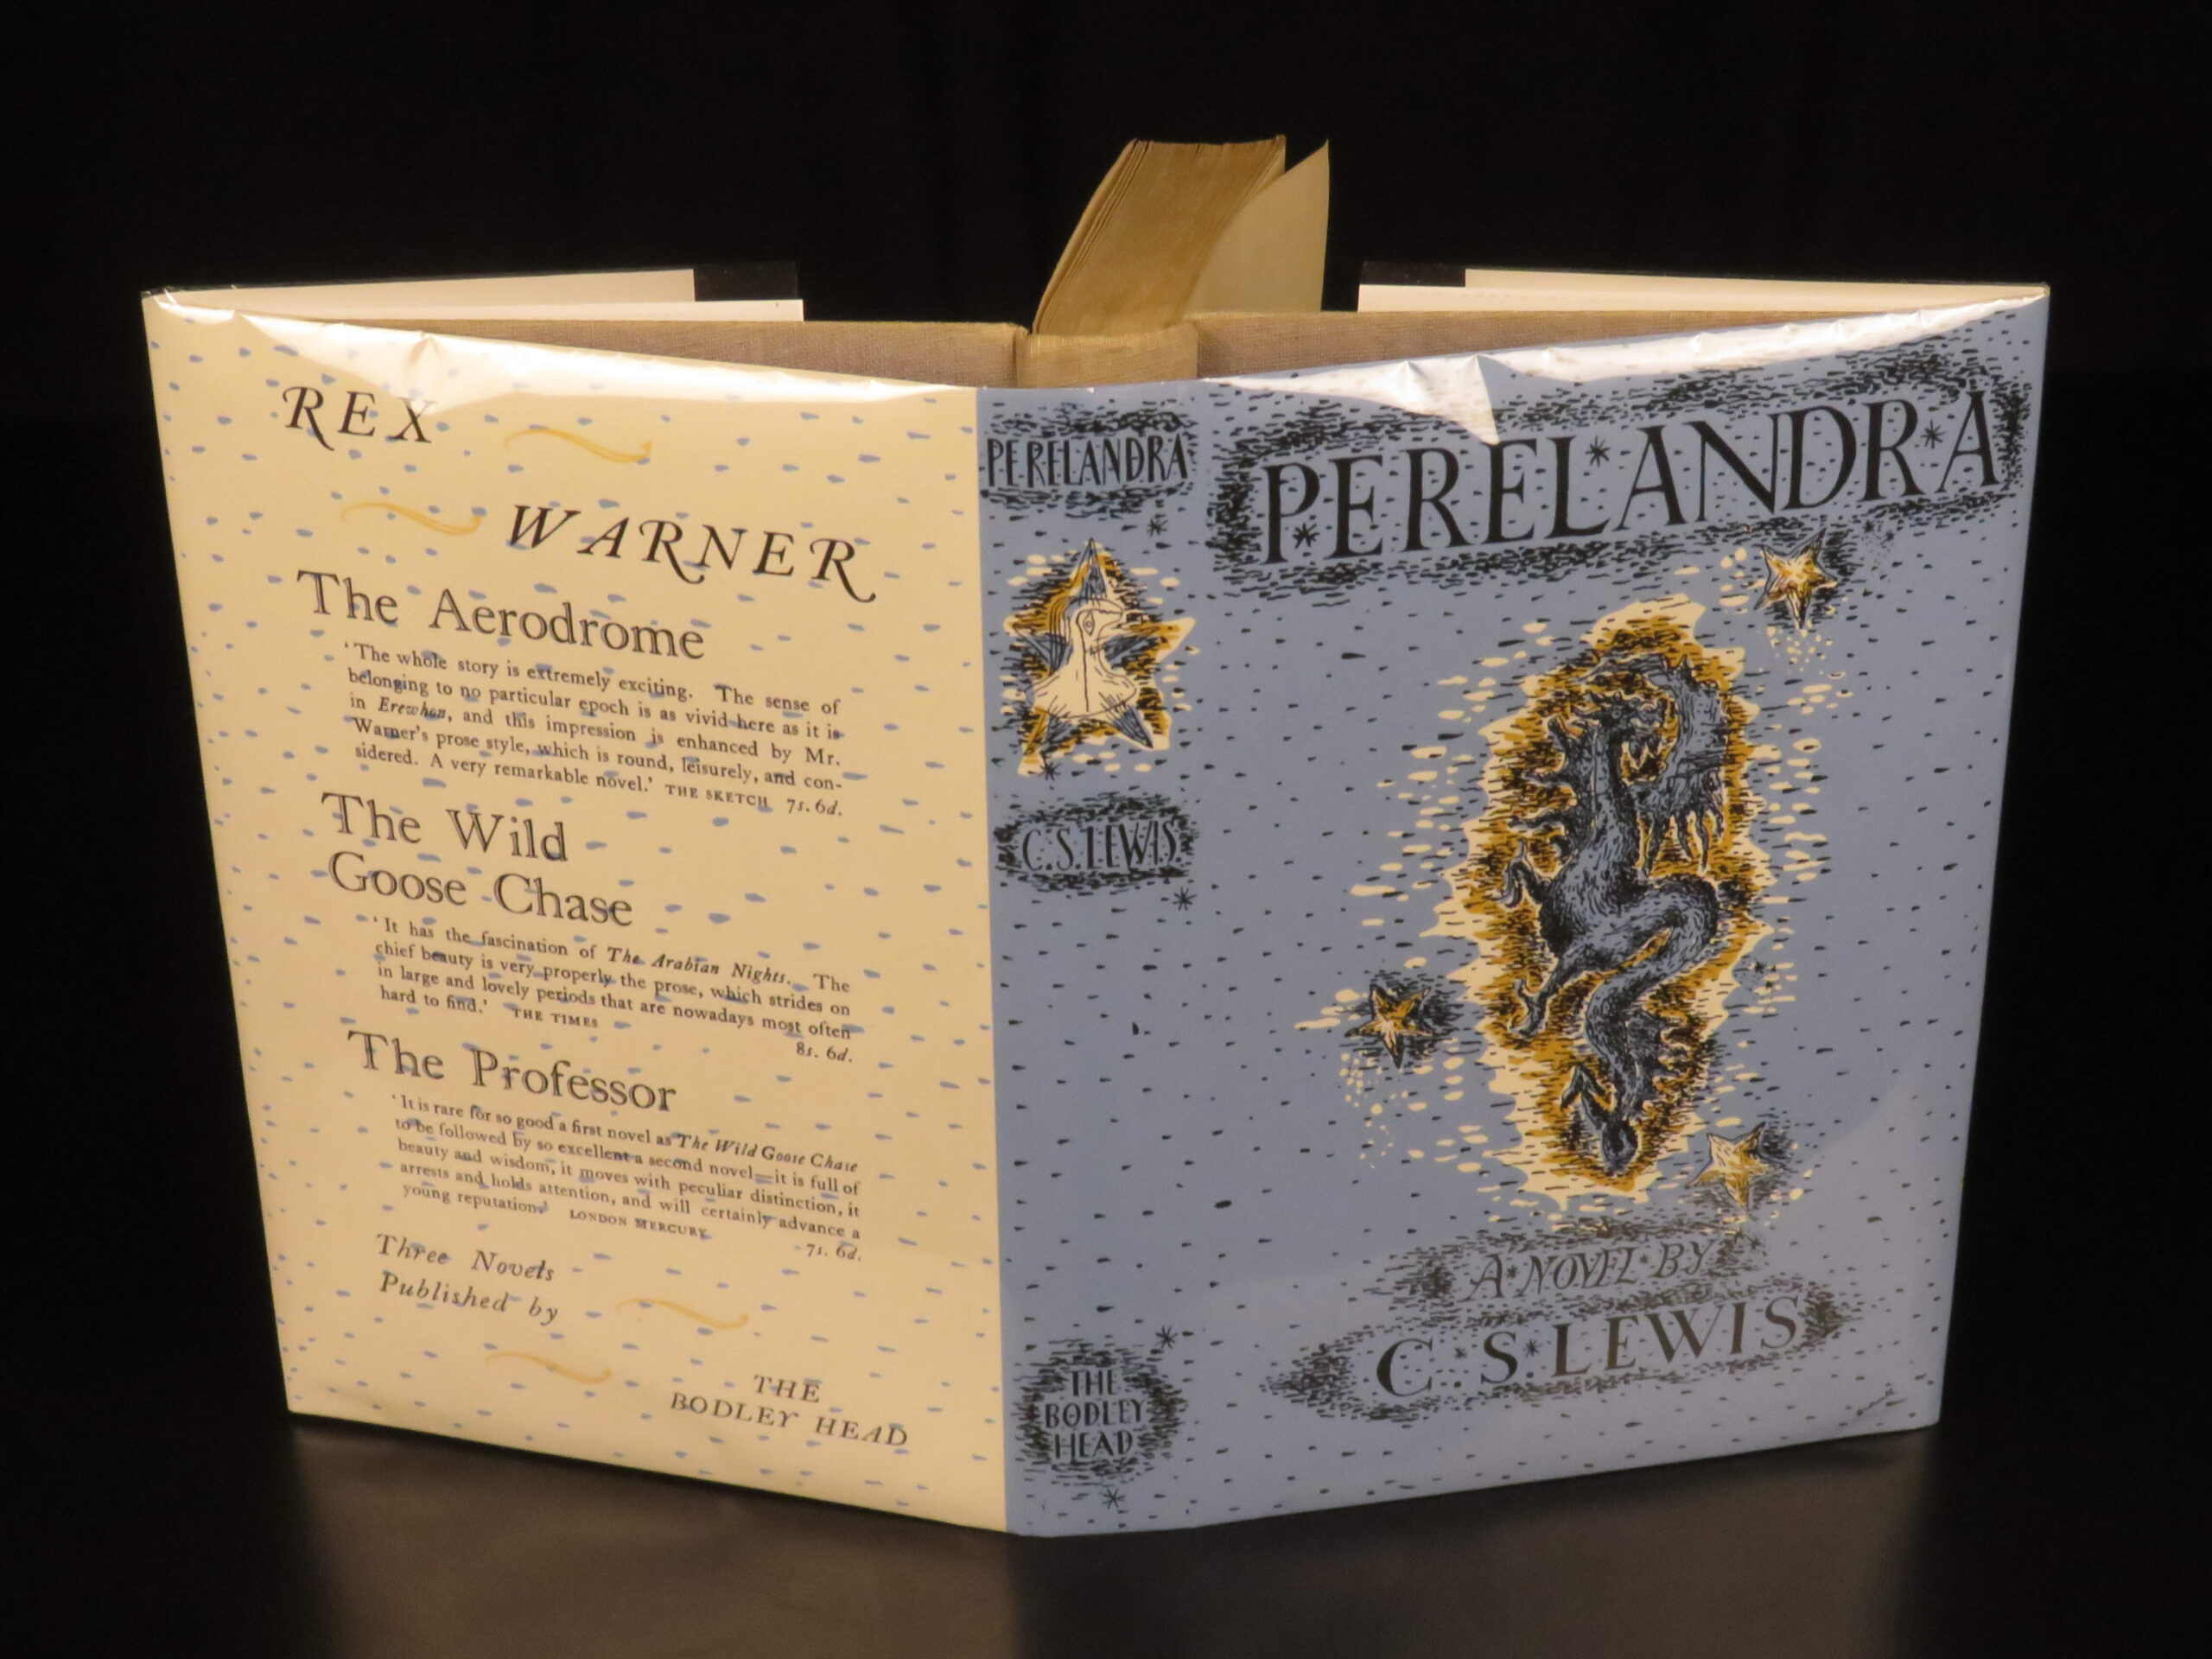 REX
WARNER
The Aerodrome
'The whole story is extremely exciting. The sense of
belonging to no particular epoch is as vivid here as it is
in Erewhon, and this impression is enhanced by Mr.
Warner's prose style, which is round, leisurely, and con-
sidered. A very remarkable novel.' THE SKETCH 7s. 6d.
The Wild
Goose Chase
'It has the fascination of The Arabian Nights. The
chief beauty is very properly the prose, which strides on
in large and lovely periods that are nowadays most often
hard to find.' THE TIMES
8s. 6d.
The Professor
'It is rare for so good a first novel as The Wild Goose Chase
to be followed by so excellent a second novel—it is full of
beauty and wisdom, it moves with peculiar distinction, it
arrests and holds attention, and will certainly advance a
young reputation.' LONDON MERCURY
7s. 6d.
Three Novels
Published by
THE
BODLEY HEAD
PERELANDRA
C.S.LEWIS
THE
BODLEY
HEAD
PERELANDRA
A NOVEL BY
C.S.LEWIS